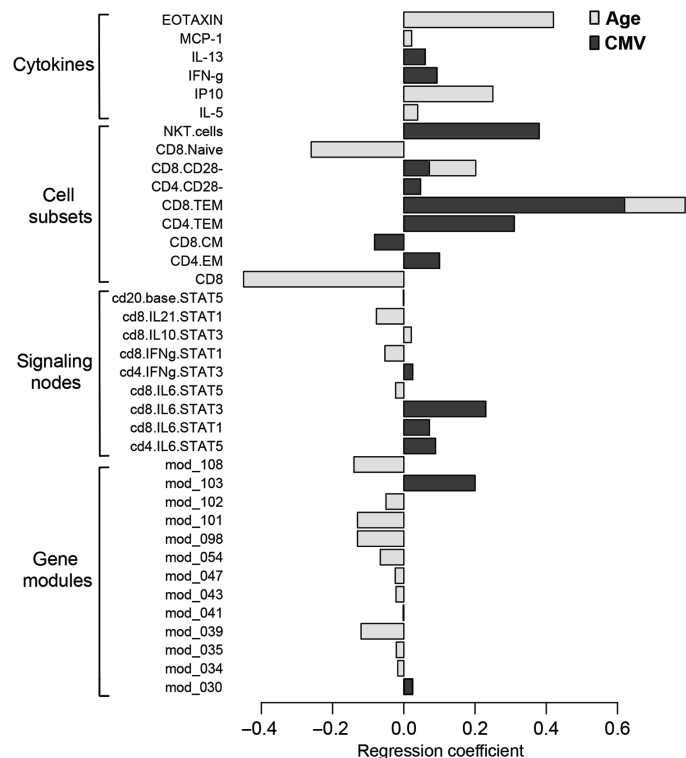 Age
CMV
Cytokines
EOTAXIN
MCP-1
IL-13
IFN-g
IP10
IL-5
Cell
subsets
NKT.cells
CD8.Naive
CD8.CD28-
CD4.CD28-
CD8.TEM
CD4.TEM
CD8.CM
CD4.EM
CD8
Signaling
nodes
cd20.base.STAT5
cd8.IL21.STAT1
cd8.IL10.STAT3
cd8.IFNg.STAT1
cd4.IFNg.STAT3
cd8.IL6.STAT5
cd8.IL6.STAT3
cd8.IL6.STAT1
cd4.IL6.STAT5
Gene
modules
mod_108
mod_103
mod_102
mod_101
mod_098
mod_054
mod_047
mod_043
mod_041
mod_039
mod_035
mod_034
mod_030
−0.4 −0.2 0.0 0.2 0.4 0.6
Regression coefficient